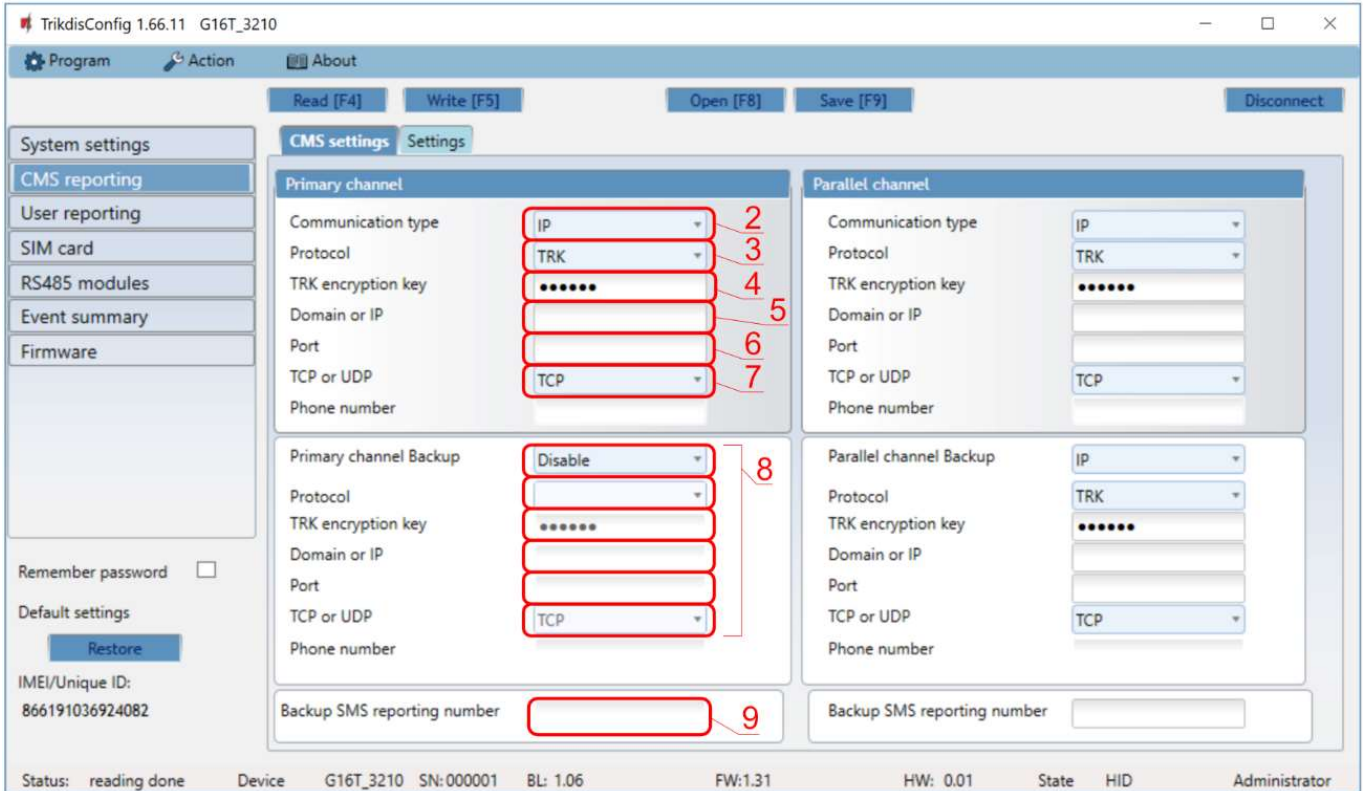 TrikdisConfig 1.66.11 G16T_3210
Program Action About
Read [F4] Write [F5] Open [F8] Save [F9] Disconnect
System settings
CMS reporting
User reporting
SIM card
RS485 modules
Event summary
Firmware
Remember password
Default settings
Restore
IMEI/Unique ID:
866191036924082
CMS settings Settings
Primary channel
Communication type IP 2
Protocol TRK 3
TRK encryption key •••••• 4
Domain or IP 5
Port 6
TCP or UDP TCP 7
Phone number
Primary channel Backup Disable 8
Protocol
TRK encryption key ••••••
Domain or IP
Port
TCP or UDP TCP
Phone number
Backup SMS reporting number 9
Parallel channel
Communication type IP
Protocol TRK
TRK encryption key ••••••
Domain or IP
Port
TCP or UDP TCP
Phone number
Parallel channel Backup IP
Protocol TRK
TRK encryption key ••••••
Domain or IP
Port
TCP or UDP TCP
Phone number
Backup SMS reporting number
Status: reading done Device G16T_3210 SN: 000001 BL: 1.06 FW:1.31 HW: 0.01 State HID Administrator